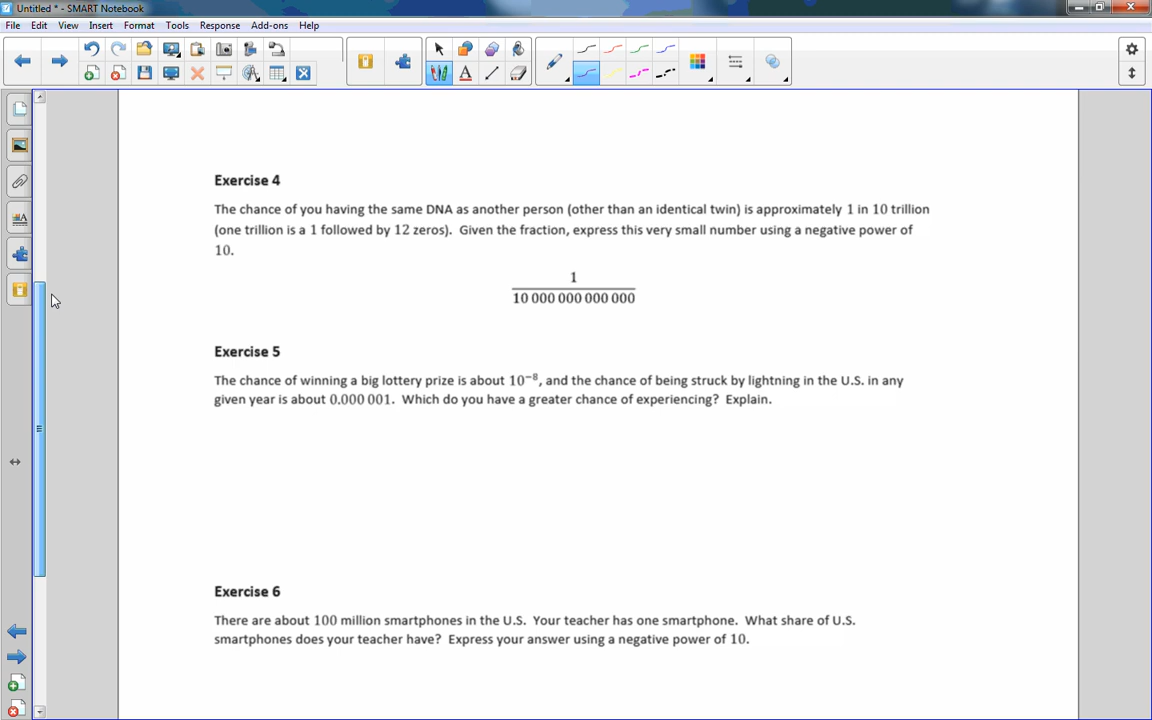 Untitled * - SMART Notebook
File Edit View Insert Format Tools Response Add-ons Help
Exercise 4
The chance of you having the same DNA as another person (other than an identical twin) is approximately 1 in 10 trillion
(one trillion is a 1 followed by 12 zeros). Given the fraction, express this very small number using a negative power of
10.
1
10 000 000 000 000
Exercise 5
The chance of winning a big lottery prize is about 10⁻⁸, and the chance of being struck by lightning in the U.S. in any
given year is about 0.000 001. Which do you have a greater chance of experiencing? Explain.
Exercise 6
There are about 100 million smartphones in the U.S. Your teacher has one smartphone. What share of U.S.
smartphones does your teacher have? Express your answer using a negative power of 10.